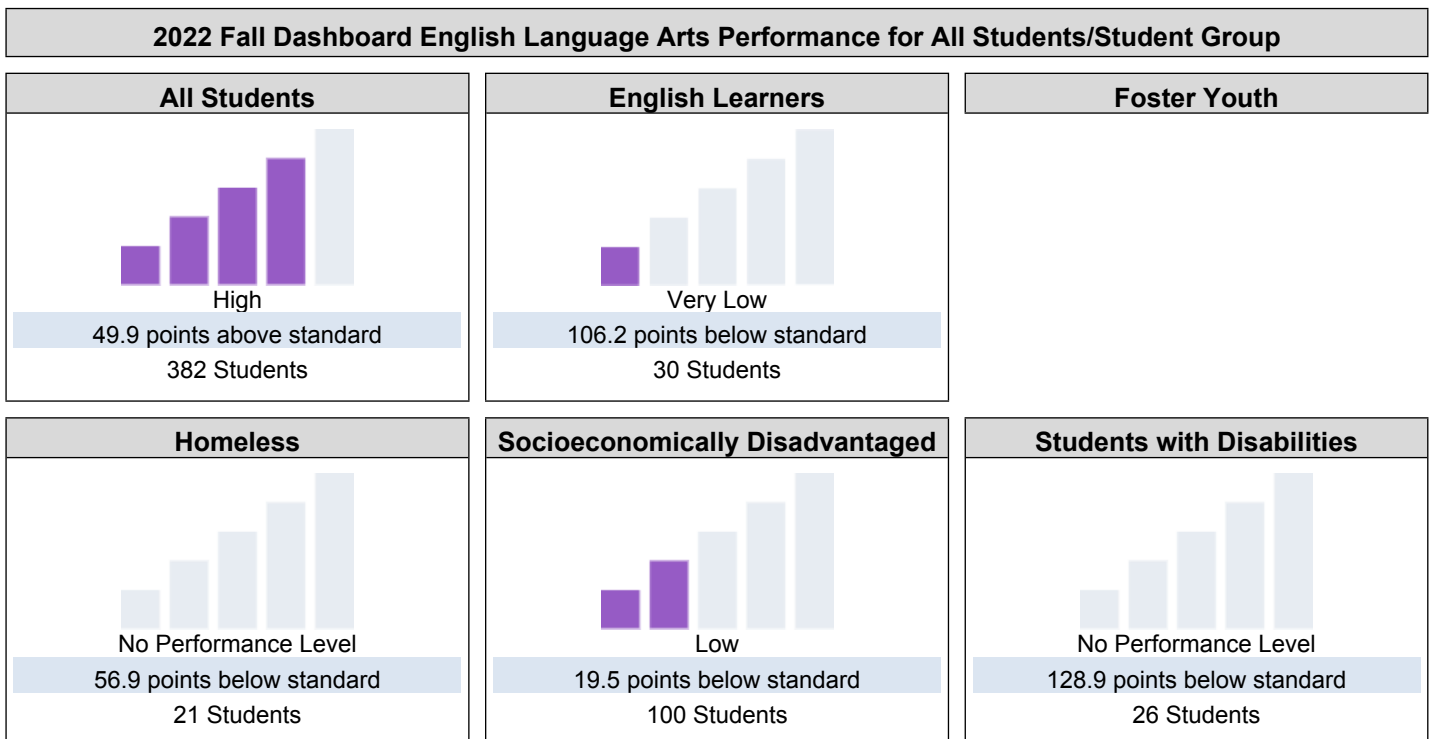 2022 Fall Dashboard English Language Arts Performance for All Students/Student Group
All Students
High
49.9 points above standard
382 Students
English Learners
Very Low
106.2 points below standard
30 Students
Foster Youth
Homeless
No Performance Level
56.9 points below standard
21 Students
Socioeconomically Disadvantaged
Low
19.5 points below standard
100 Students
Students with Disabilities
No Performance Level
128.9 points below standard
26 Students